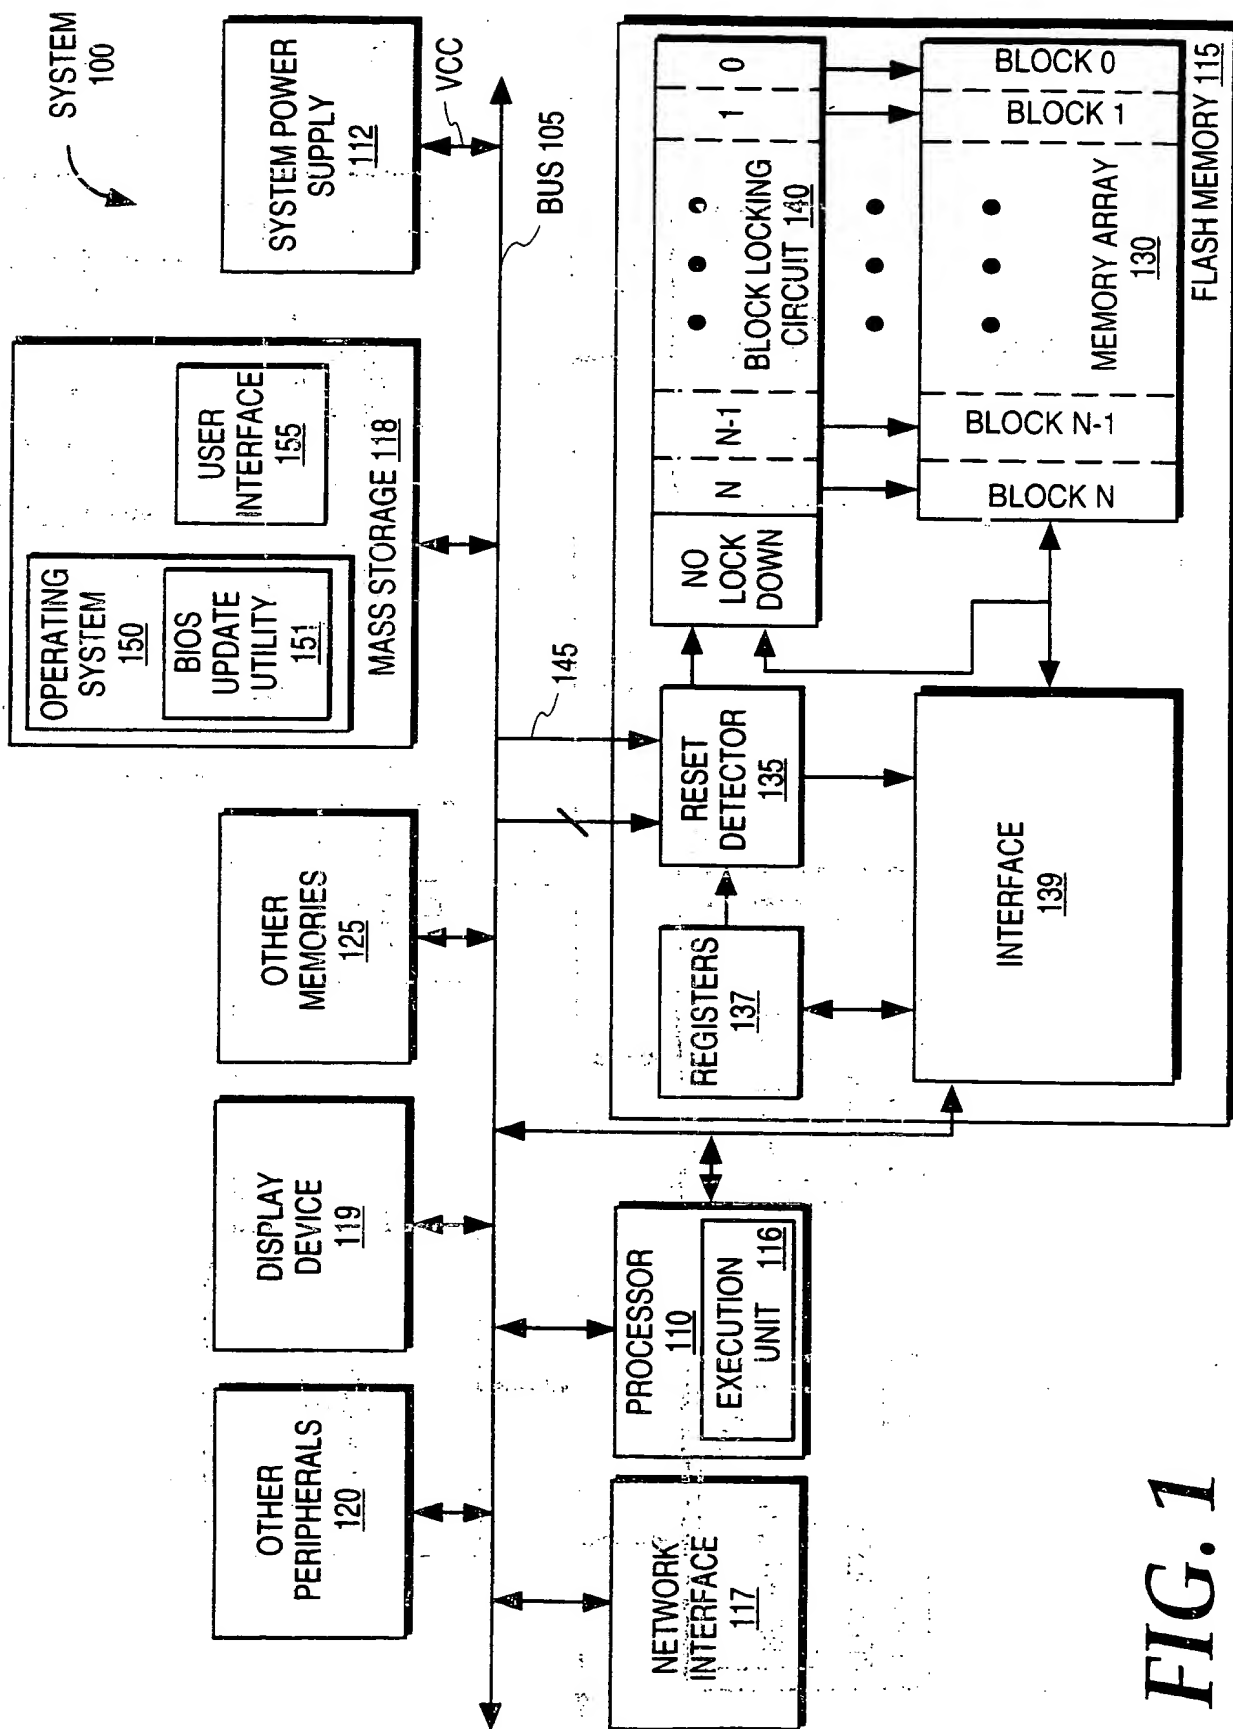 SYSTEM
100
OTHER
PERIPHERALS
120
DISPLAY
DEVICE
119
OTHER
MEMORIES
125
OPERATING
SYSTEM
150
BIOS
UPDATE
UTILITY
151
USER
INTERFACE
155
MASS STORAGE 118
SYSTEM POWER
SUPPLY
112
VCC
BUS 105
145
NETWORK
INTERFACE
117
PROCESSOR
110
EXECUTION
UNIT 116
REGISTERS
137
RESET
DETECTOR
135
NO
LOCK
DOWN
N
N-1
BLOCK LOCKING
CIRCUIT 140
1
0
INTERFACE
139
BLOCK N
BLOCK N-1
MEMORY ARRAY
130
BLOCK 1
BLOCK 0
FLASH MEMORY 115
FIG. 1